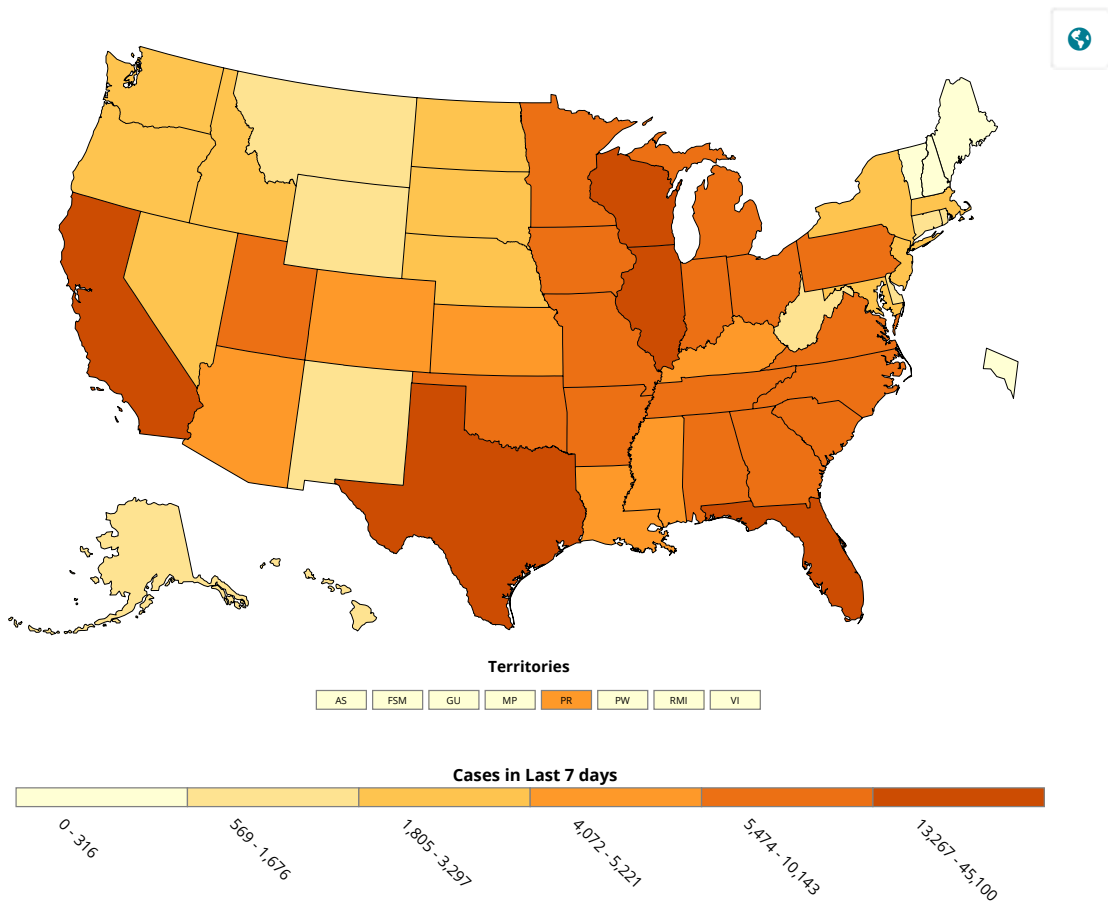 Territories
AS FSM GU MP PR PW RMI VI
Cases in Last 7 days
0 - 316
569 - 1,676
1,805 - 3,297
4,072 - 5,221
5,474 - 10,143
13,267 - 45,100